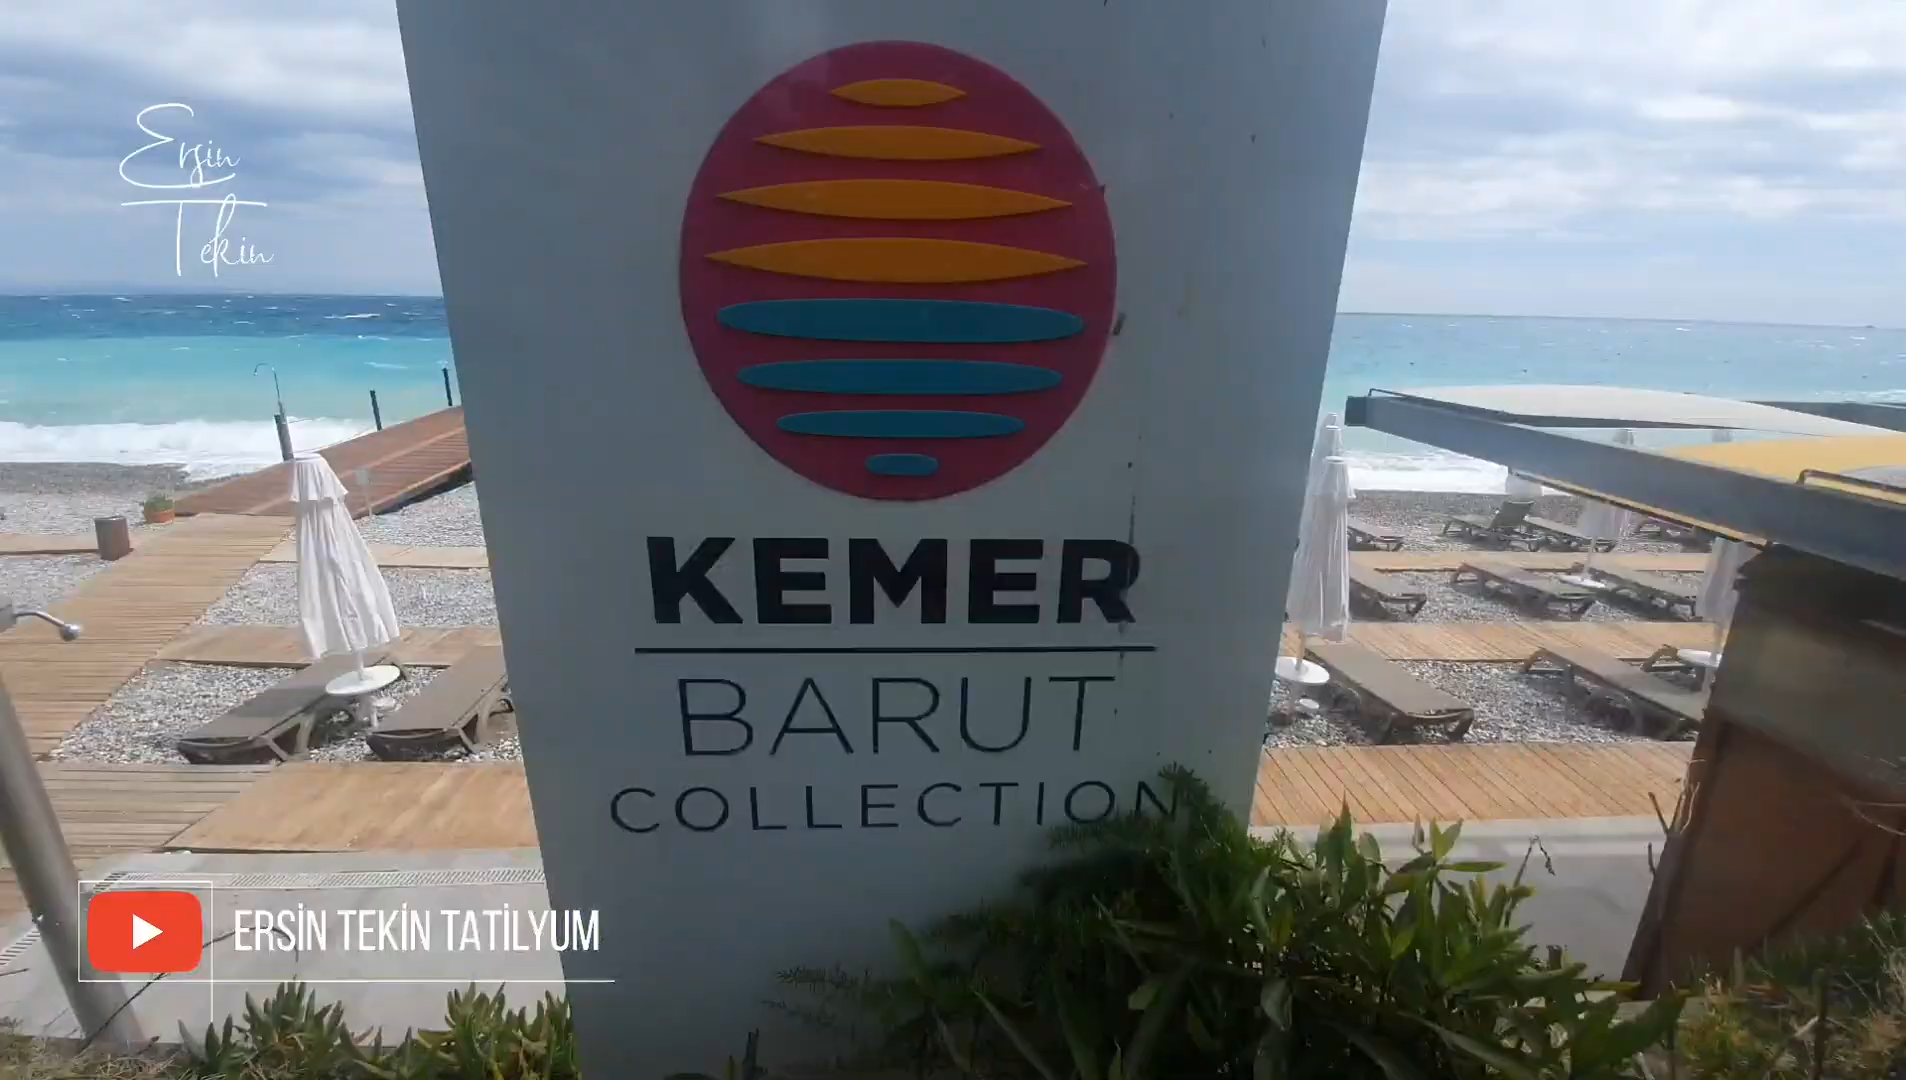 Ersin
Tekin
KEMER
BARUT
COLLECTION
ERSİN TEKİN TATİLYUM